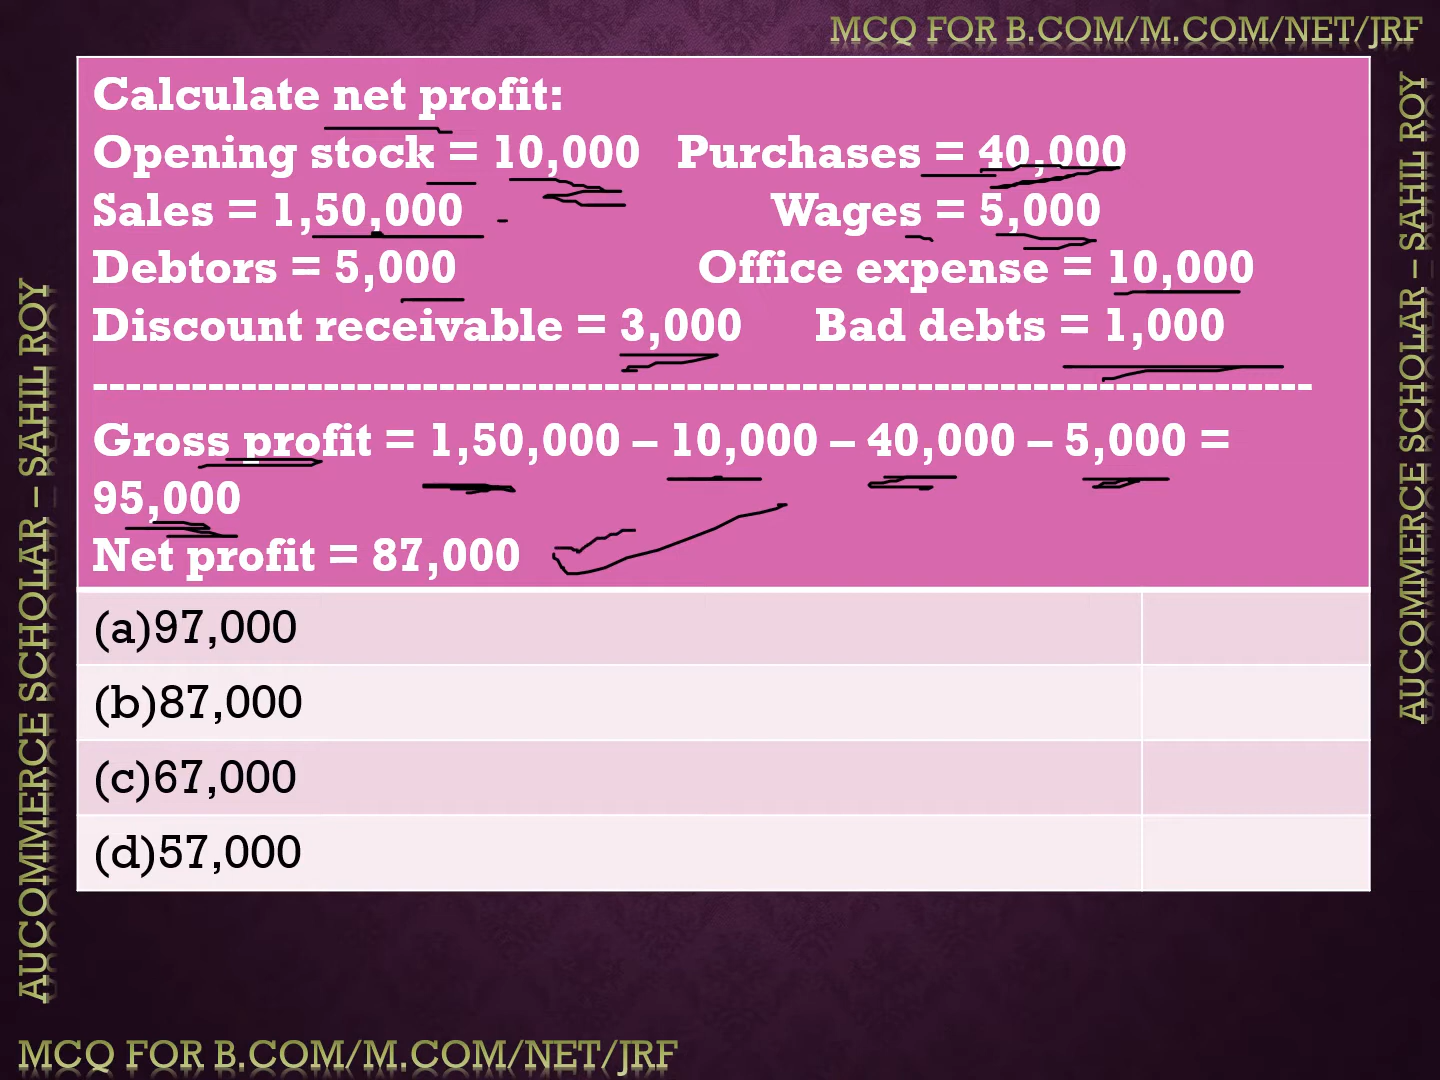 MCQ FOR B.COM/M.COM/NET/JRF
Calculate net profit:
Opening stock = 10,000 Purchases = 40,000
Sales = 1,50,000 Wages = 5,000
Debtors = 5,000 Office expense = 10,000
Discount receivable = 3,000 Bad debts = 1,000
--------------------------------------------------------------------------
Gross profit = 1,50,000 – 10,000 – 40,000 – 5,000 =
95,000
Net profit = 87,000
(a)97,000
(b)87,000
(c)67,000
(d)57,000
AUCOMMERCE SCHOLAR – SAHIL ROY
AUCOMMERCE SCHOLAR – SAHIL ROY
MCQ FOR B.COM/M.COM/NET/JRF